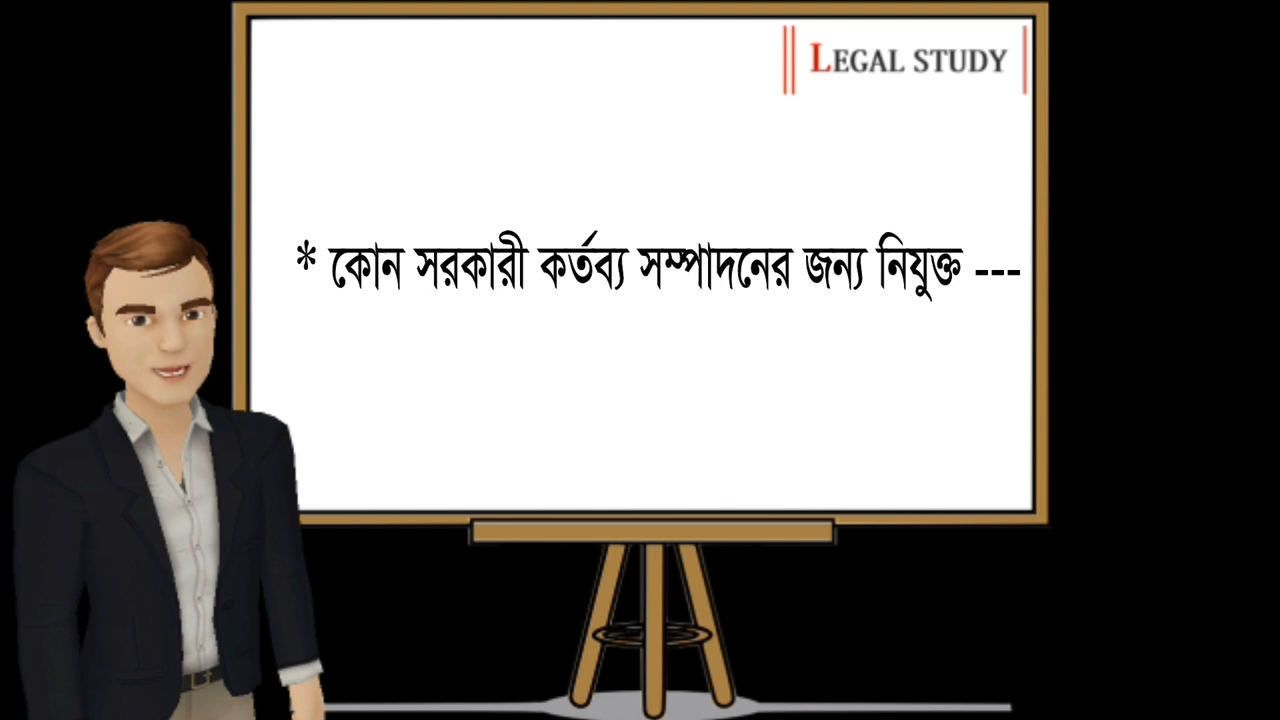 LEGAL STUDY
* কোন সরকারী কর্তব্য সম্পাদনের জন্য নিযুক্ত ---